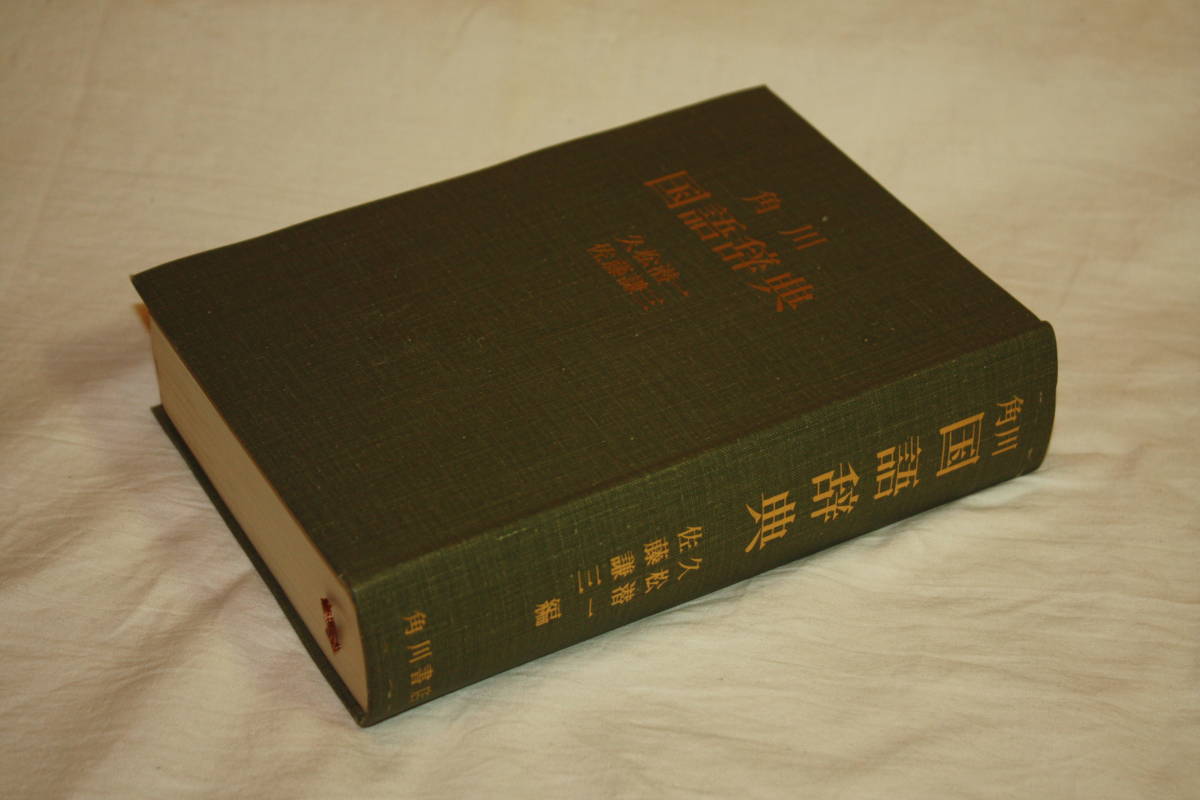 角川
国語辞典
久松潜一
佐藤謙三
角川
国語辞典
久松潜一
佐藤謙三
編
角川書店